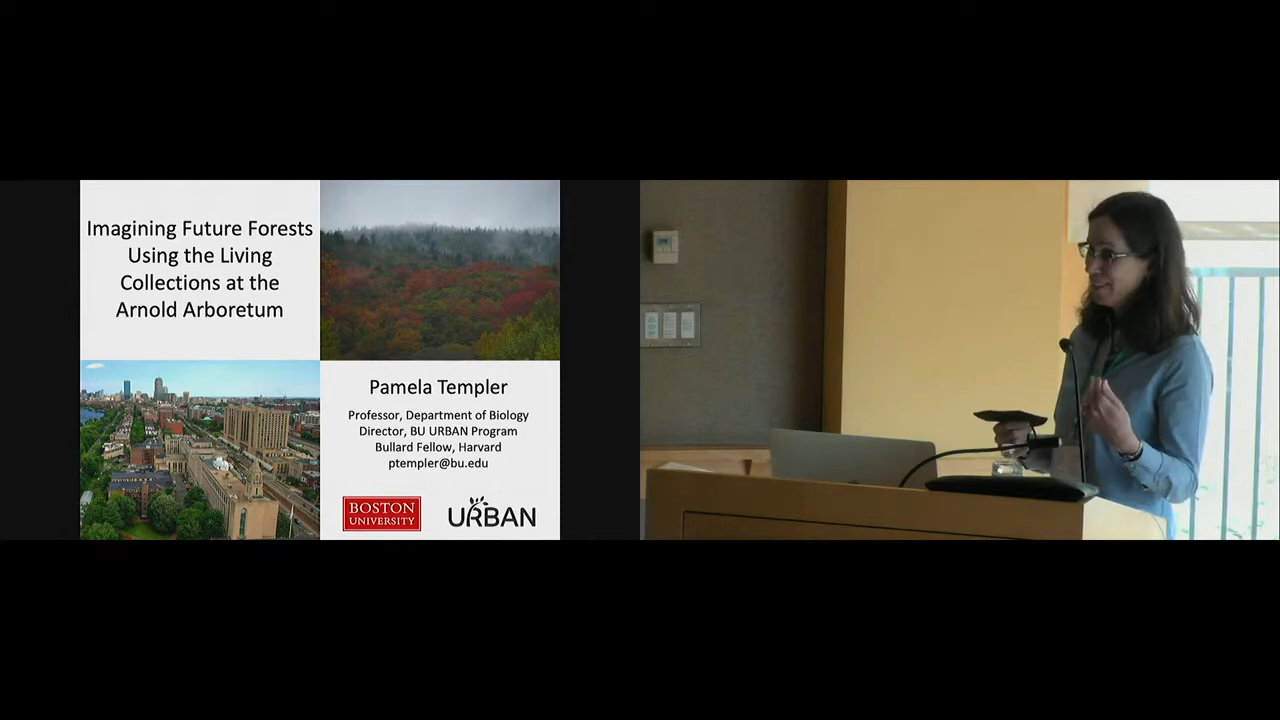 Imagining Future Forests
Using the Living
Collections at the
Arnold Arboretum
Pamela Templer
Professor, Department of Biology
Director, BU URBAN Program
Bullard Fellow, Harvard
ptempler@bu.edu
BOSTON
UNIVERSITY
URBAN